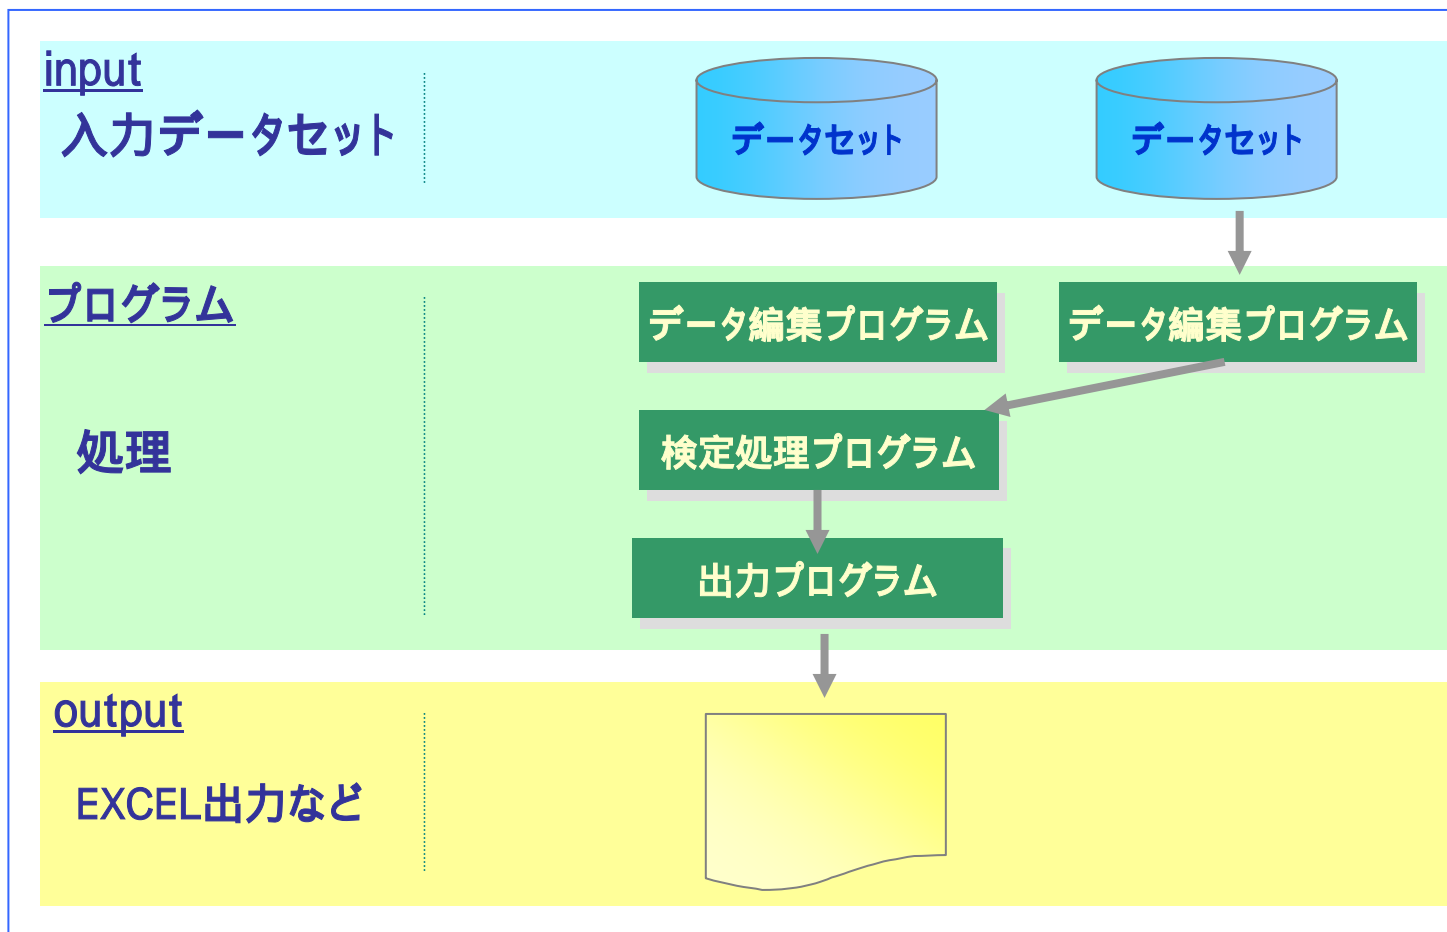 input
入力データセット
データセット
データセット
プログラム
データ編集プログラム
データ編集プログラム
処理
検定処理プログラム
出力プログラム
output
EXCEL出力など